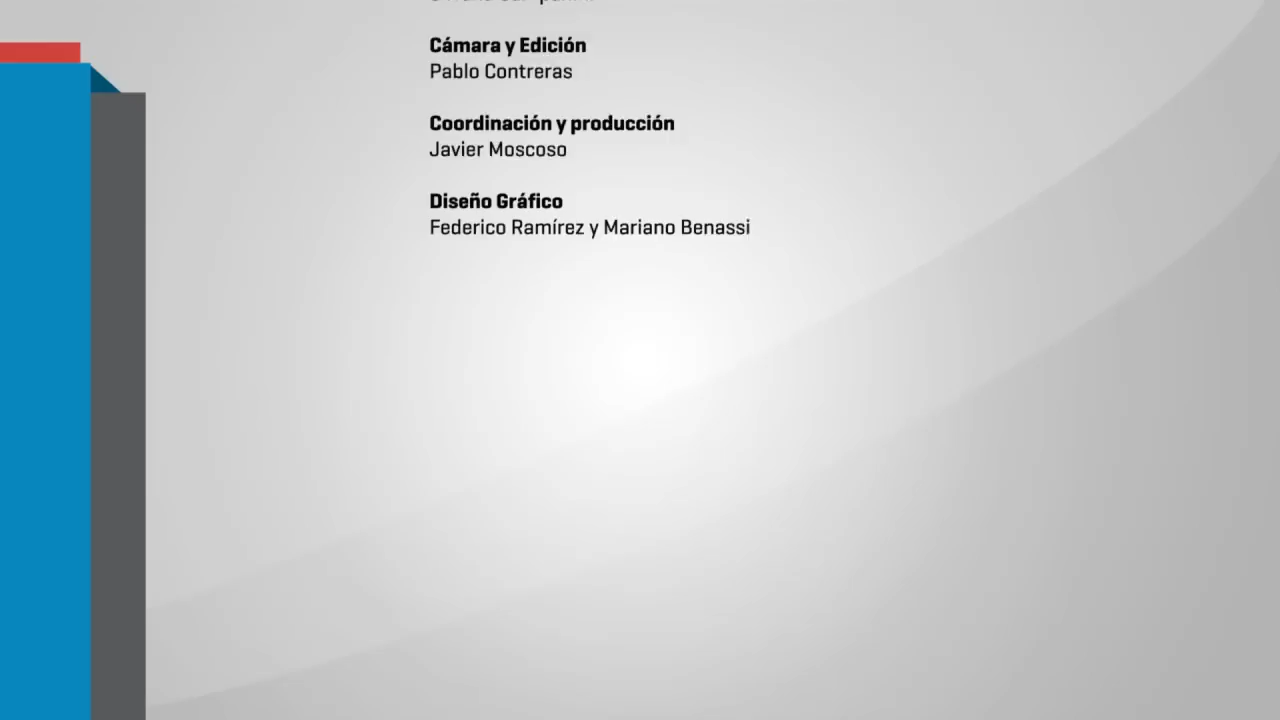 Cámara y Edición
Pablo Contreras
Coordinación y producción
Javier Moscoso
Diseño Gráfico
Federico Ramírez y Mariano Benassi